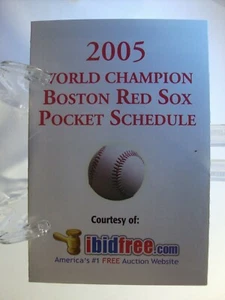 2005
WORLD CHAMPION
BOSTON RED SOX
POCKET SCHEDULE
Courtesy of:
ibidfree.com
America's #1 FREE Auction Website